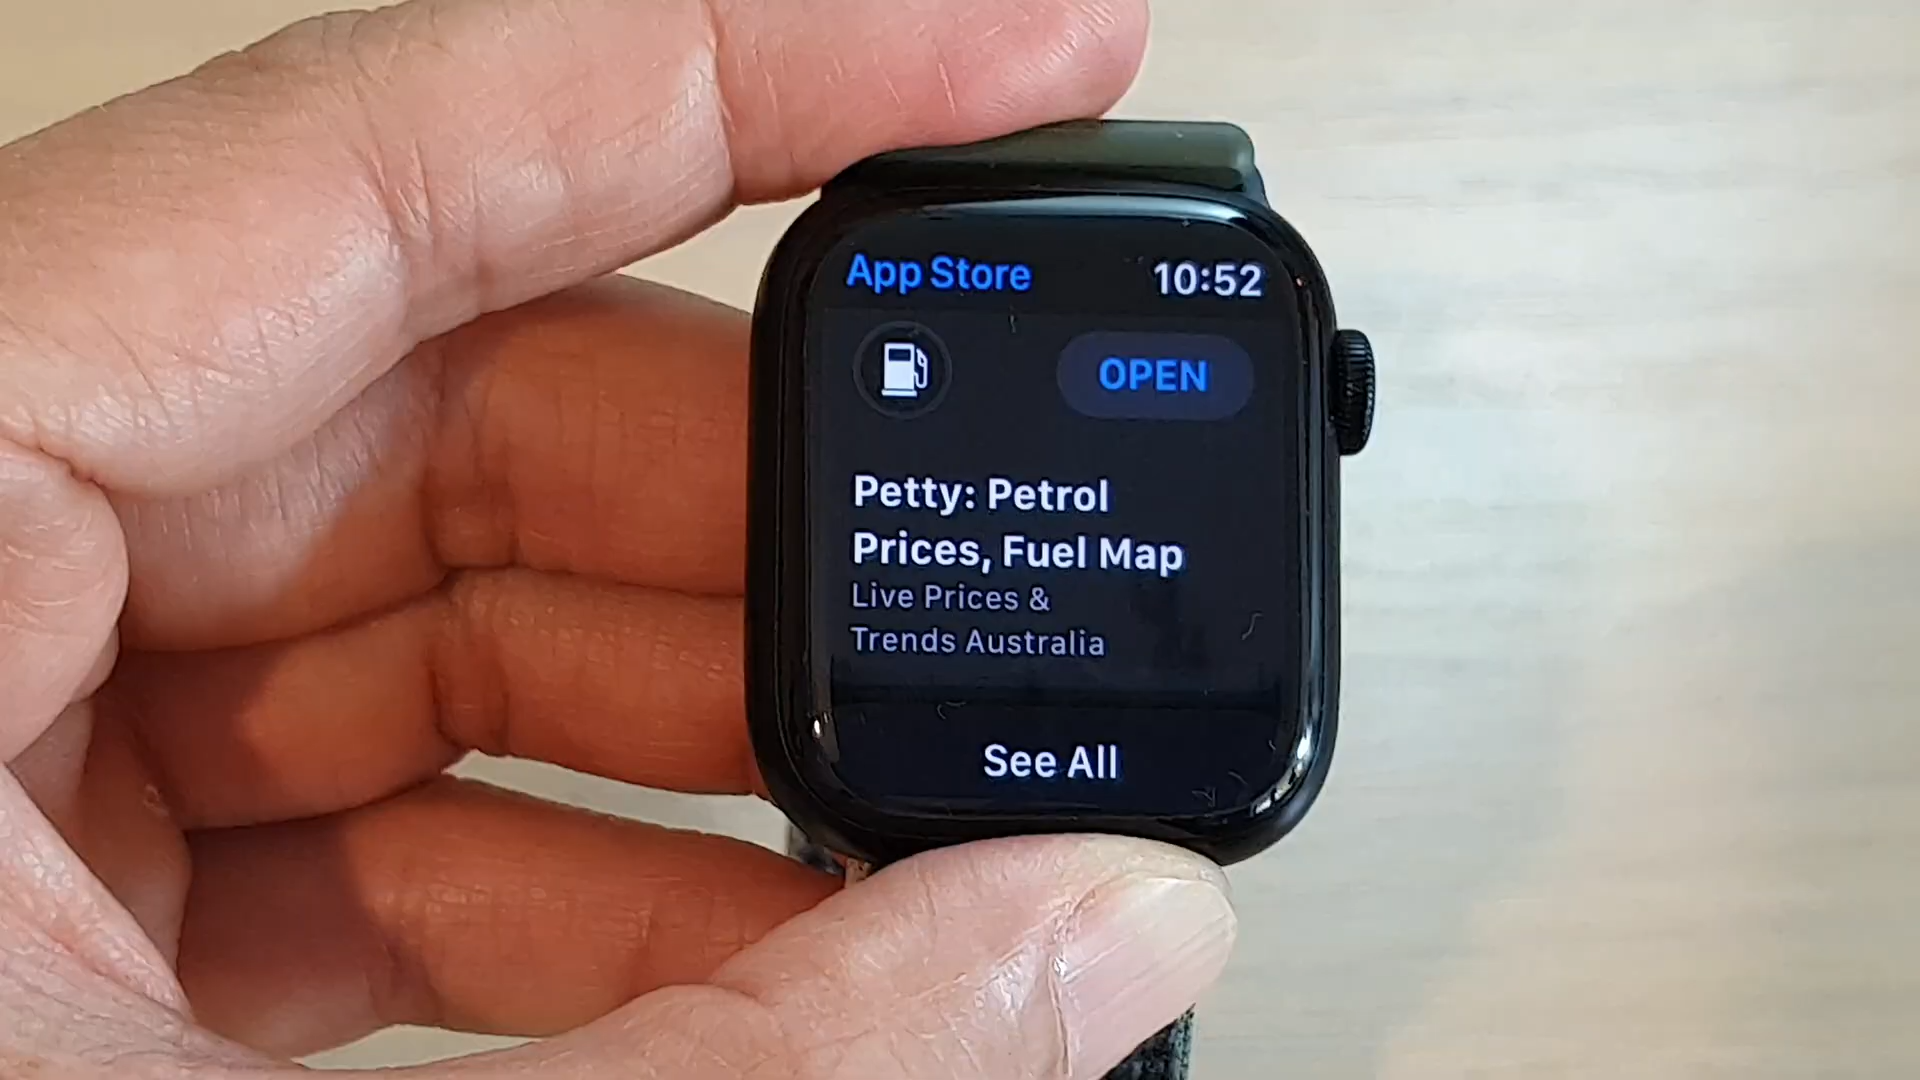 App Store 10:52
OPEN
Petty: Petrol
Prices, Fuel Map
Live Prices &
Trends Australia
See All